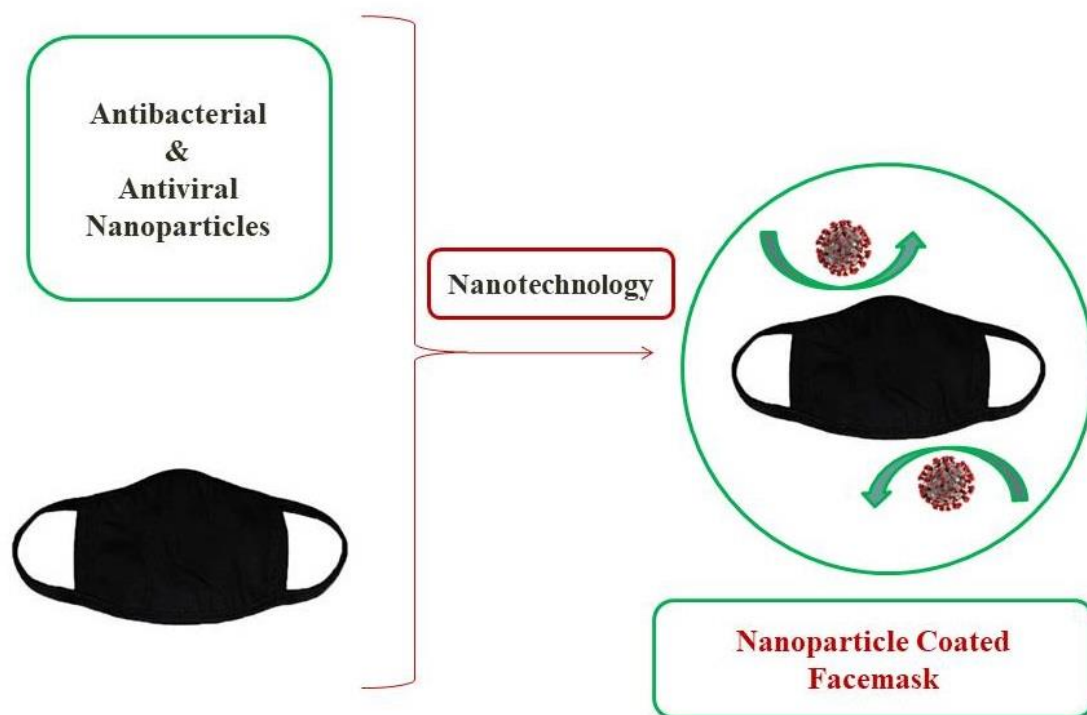 Antibacterial
&
Antiviral
Nanoparticles
Nanotechnology
Nanoparticle Coated
Facemask